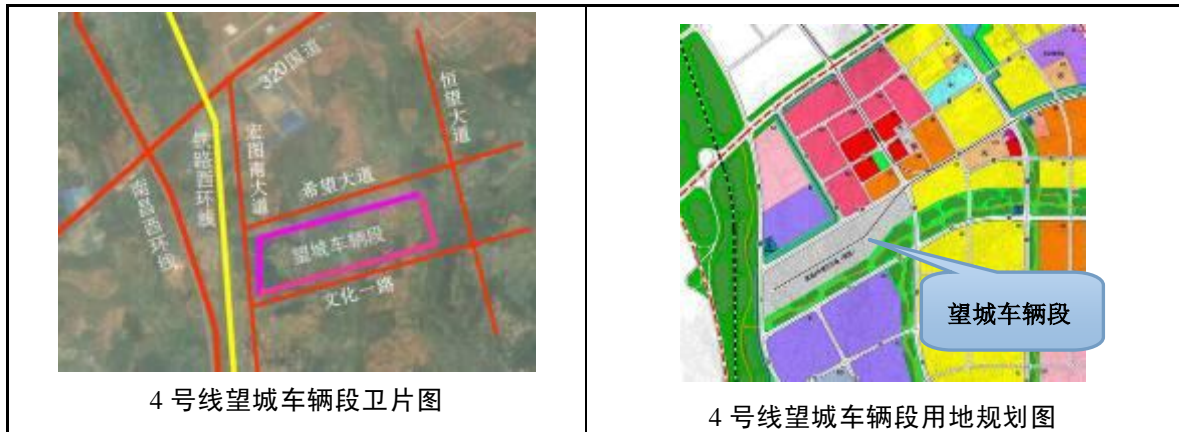 320国道
恒望大道
宏图南大道
铁路西环线
南昌西环线
希望大道
望城车辆段
文化一路
4 号线望城车辆段卫片图
望城车辆段
4 号线望城车辆段用地规划图